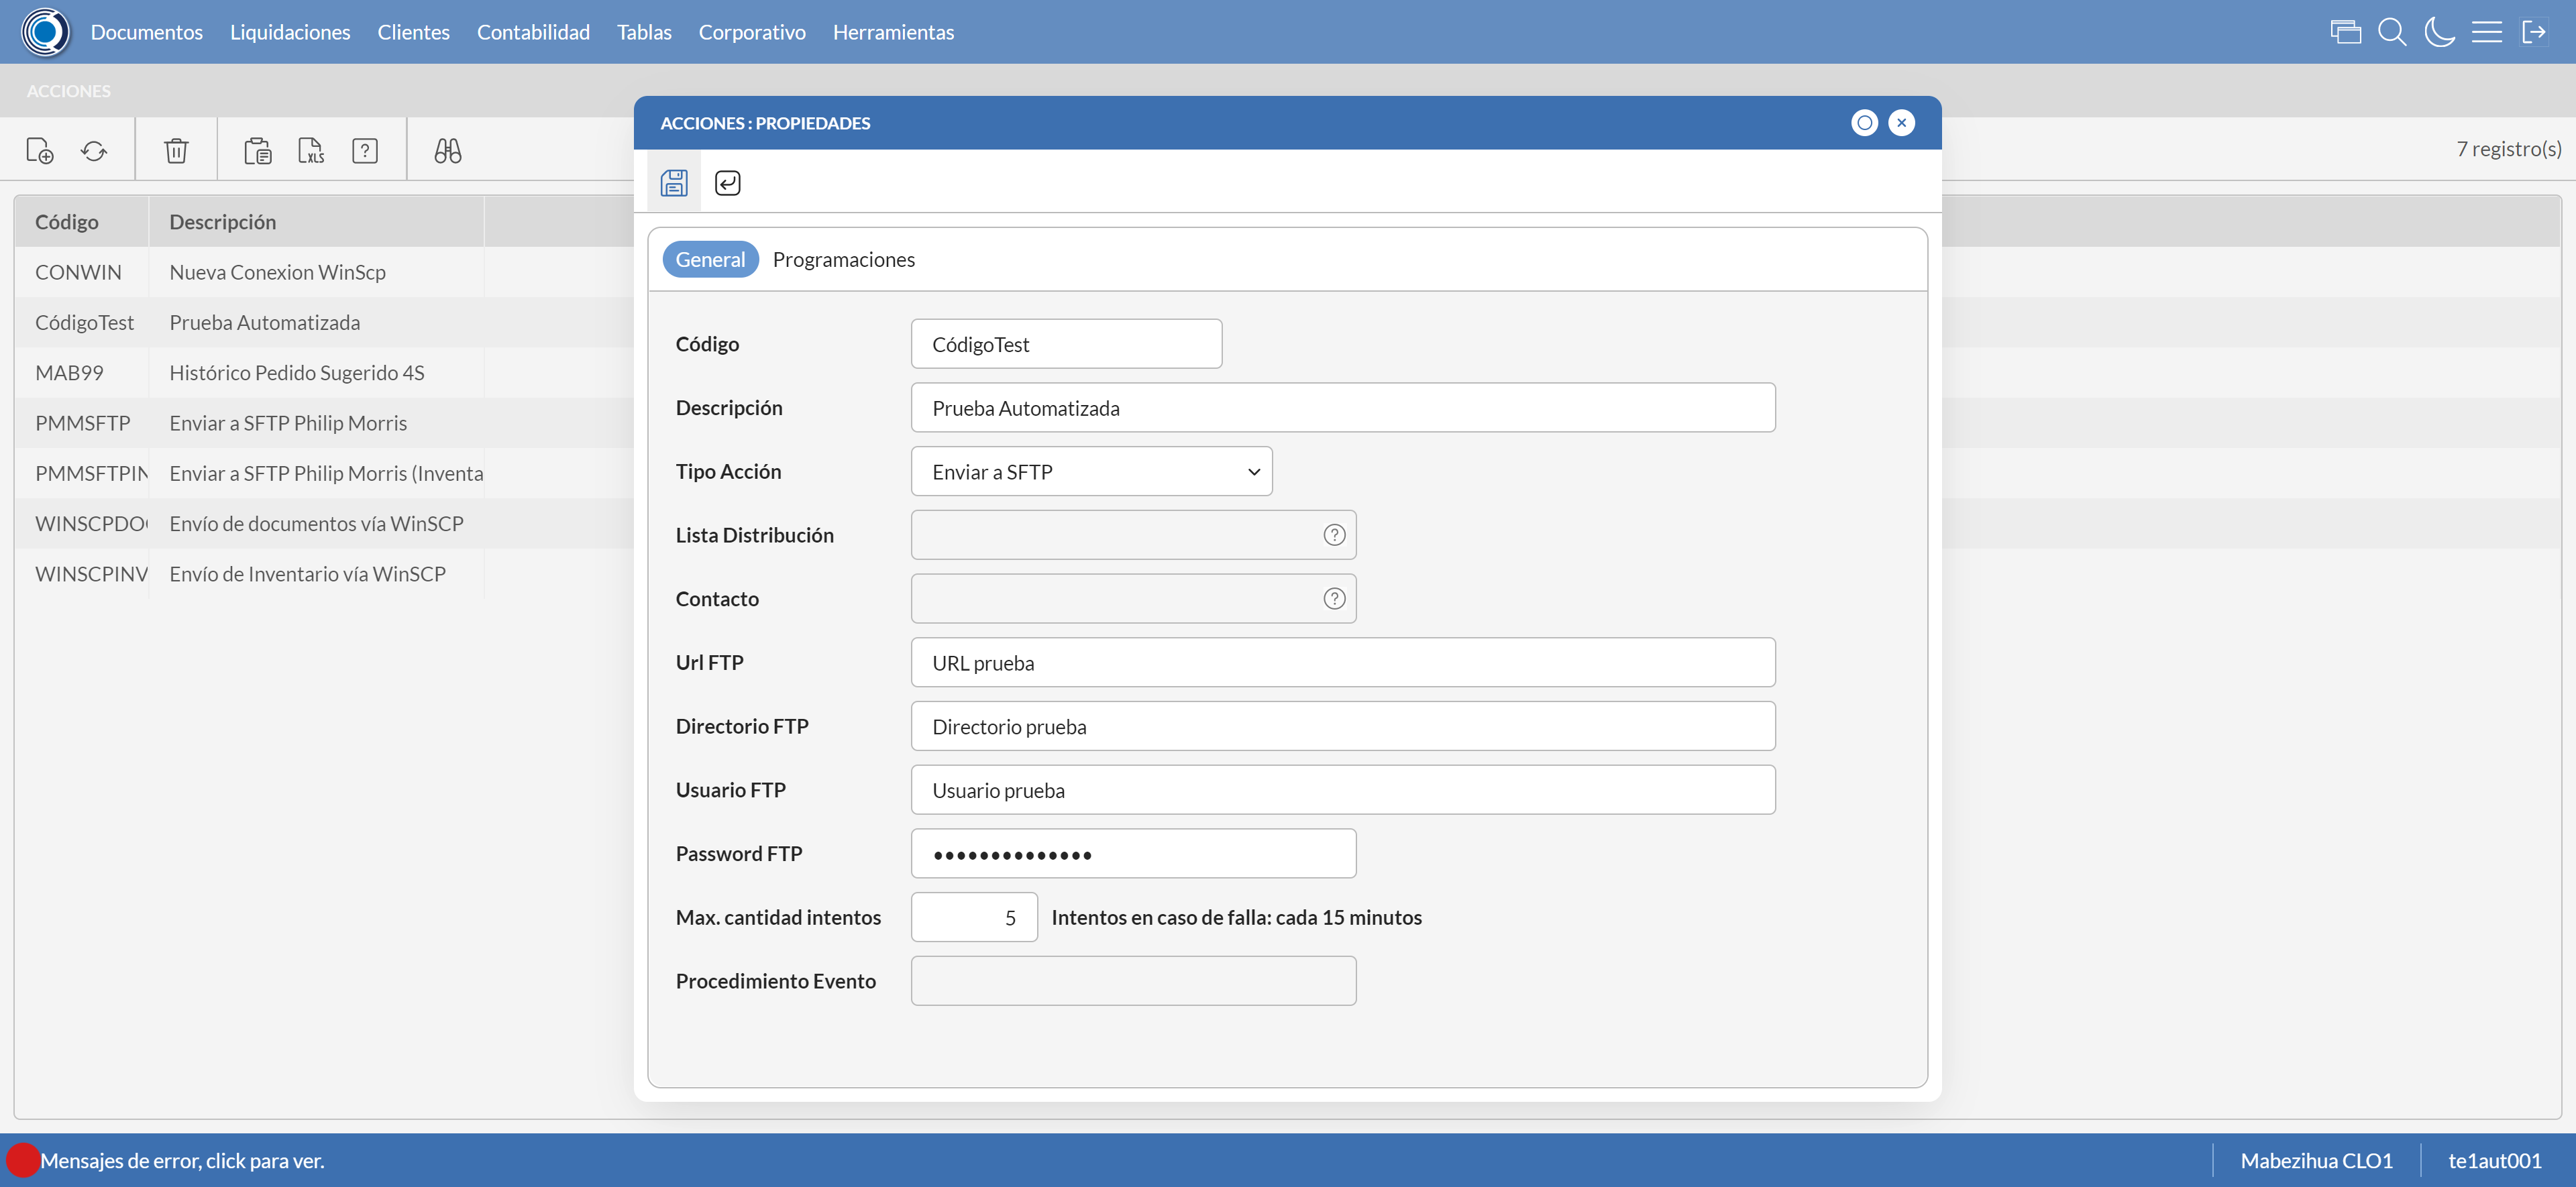 Documentos Liquidaciones Clientes Contabilidad Tablas Corporativo Herramientas
ACCIONES
XLS
7 registro(s)
Código Descripción
CONWIN Nueva Conexion WinScp
CódigoTest Prueba Automatizada
MAB99 Histórico Pedido Sugerido 4S
PMMSFTP Enviar a SFTP Philip Morris
PMMSFTPIN Enviar a SFTP Philip Morris (Inventa
WINSCPDO Envío de documentos vía WinSCP
WINSCPINV Envío de Inventario vía WinSCP
ACCIONES : PROPIEDADES
General Programaciones
Código CódigoTest
Descripción Prueba Automatizada
Tipo Acción Enviar a SFTP
Lista Distribución
Contacto
Url FTP URL prueba
Directorio FTP Directorio prueba
Usuario FTP Usuario prueba
Password FTP ••••••••••••••
Max. cantidad intentos 5 Intentos en caso de falla: cada 15 minutos
Procedimiento Evento
Mensajes de error, click para ver.
Mabezihua CLO1 te1aut001